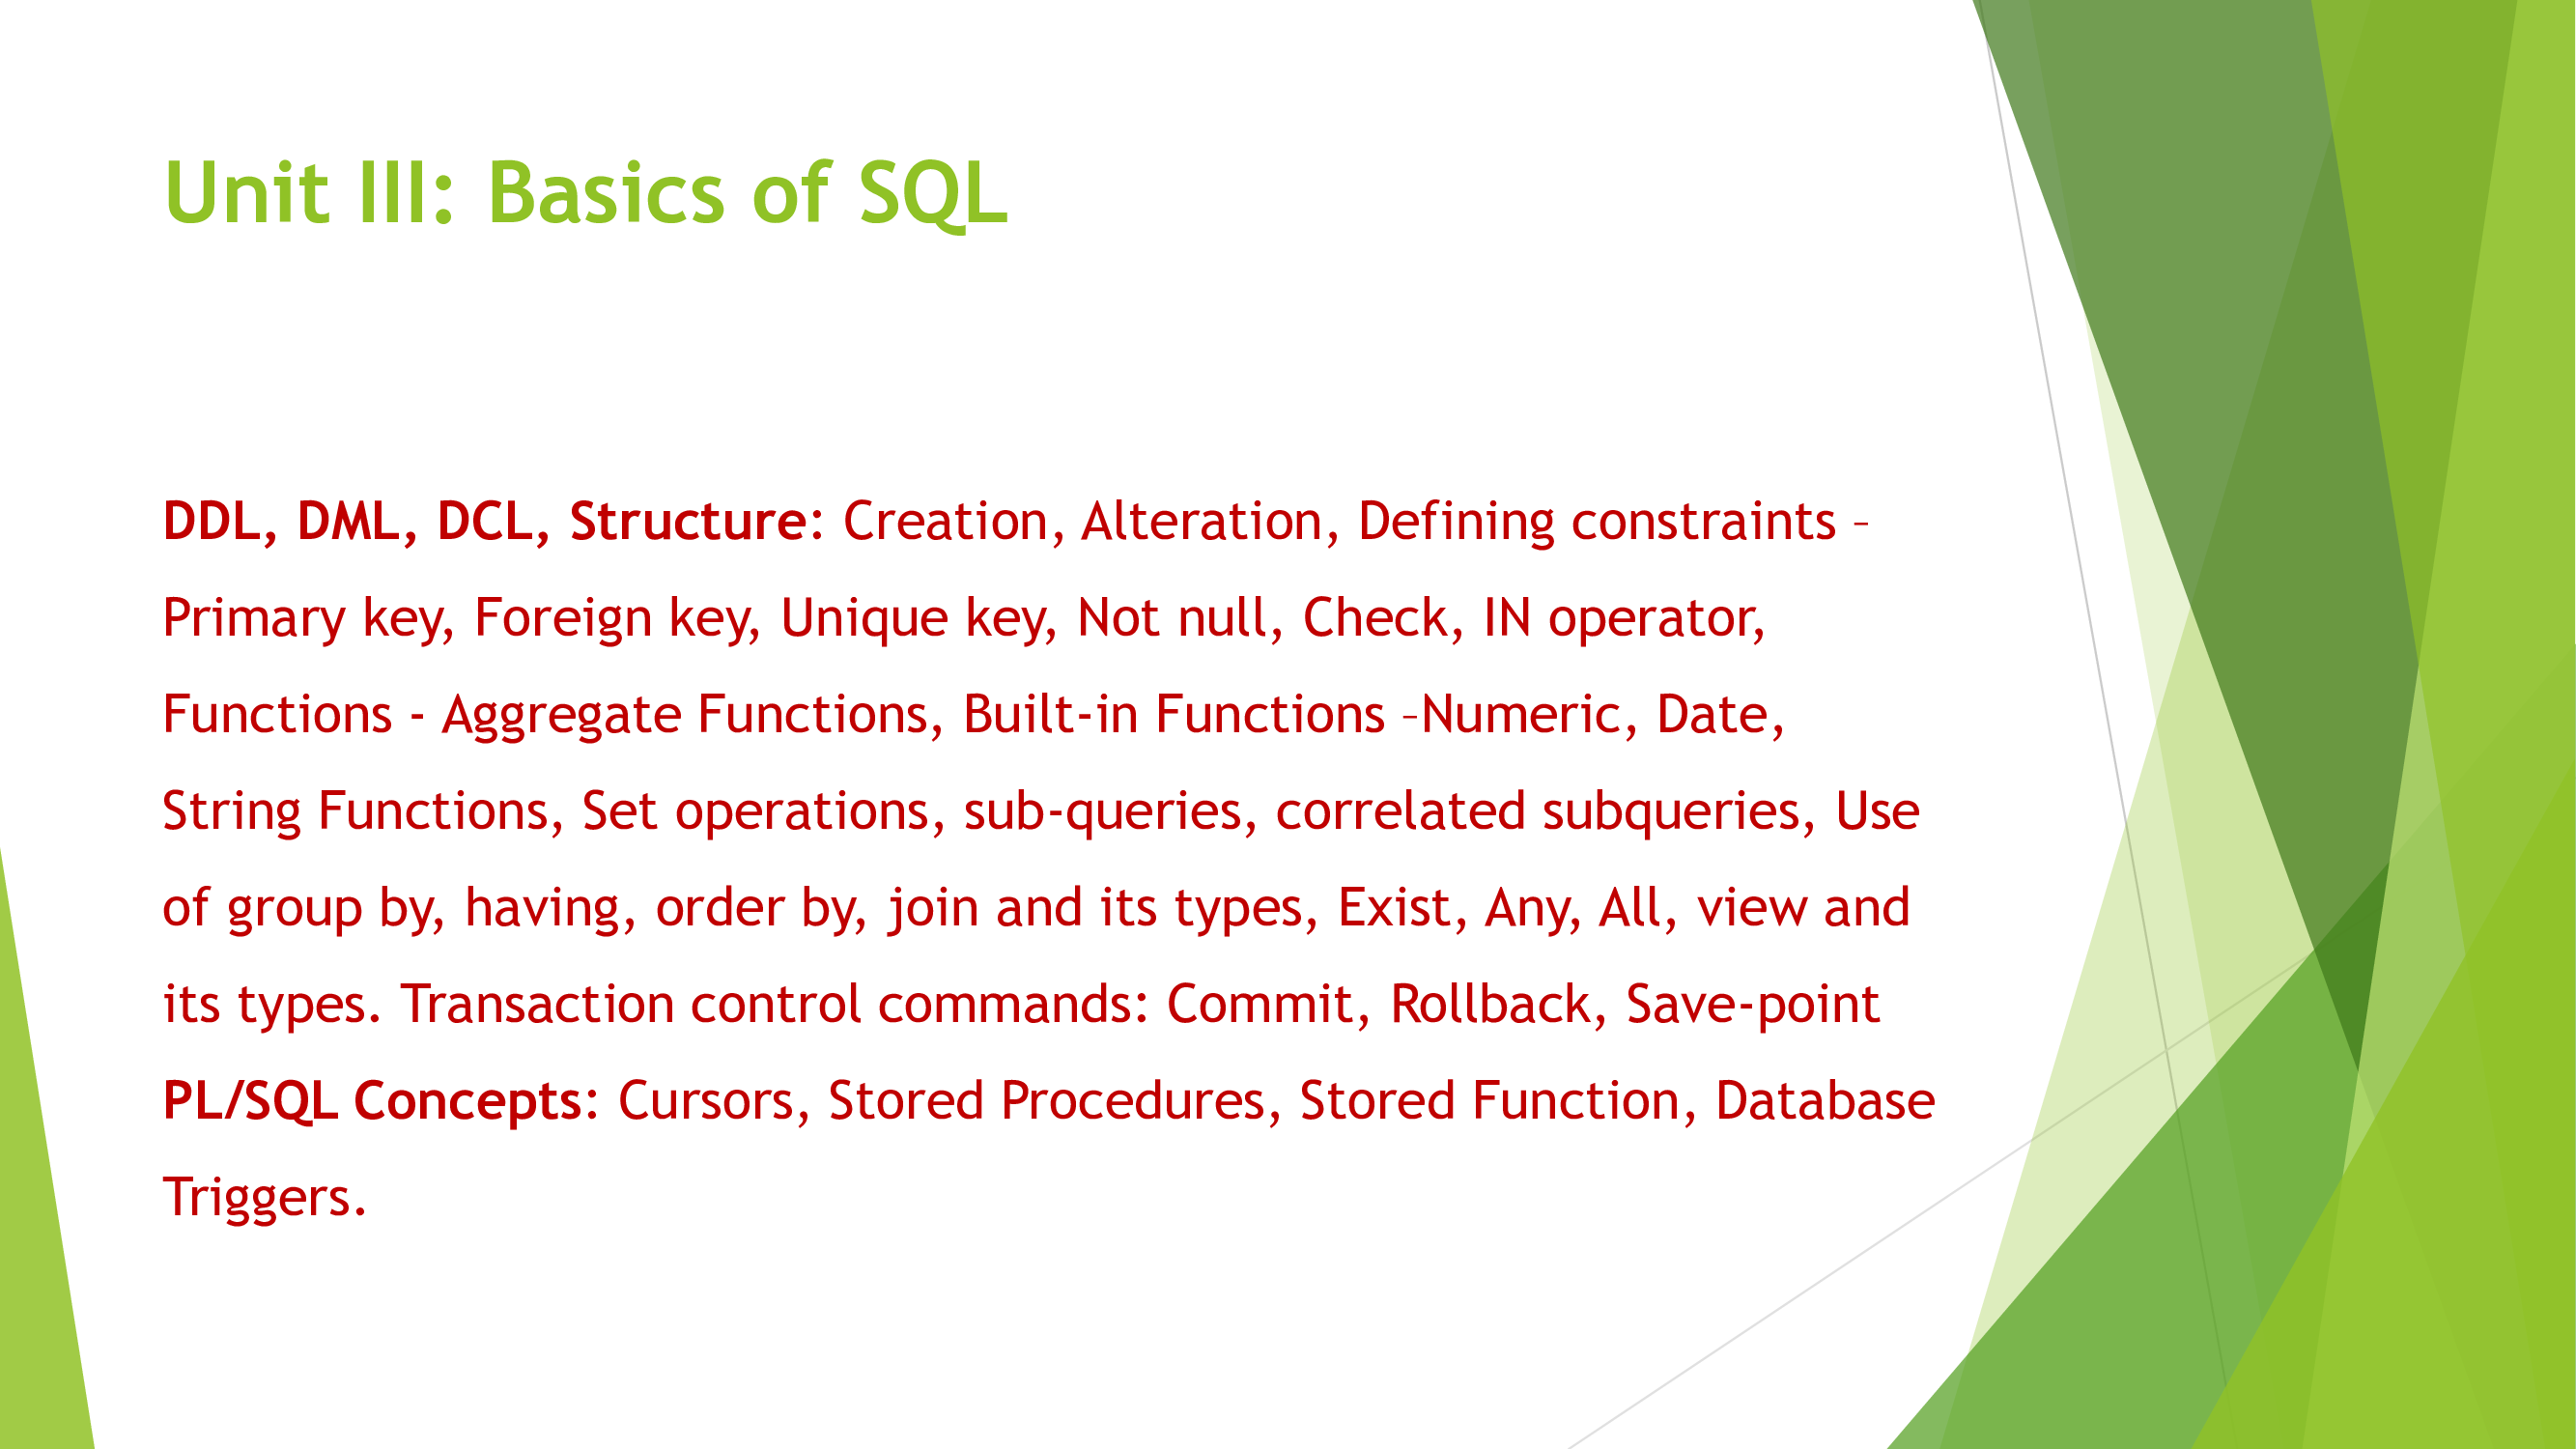 Unit III: Basics of SQL
DDL, DML, DCL, Structure: Creation, Alteration, Defining constraints –
Primary key, Foreign key, Unique key, Not null, Check, IN operator,
Functions - Aggregate Functions, Built-in Functions –Numeric, Date,
String Functions, Set operations, sub-queries, correlated subqueries, Use
of group by, having, order by, join and its types, Exist, Any, All, view and
its types. Transaction control commands: Commit, Rollback, Save-point
PL/SQL Concepts: Cursors, Stored Procedures, Stored Function, Database
Triggers.